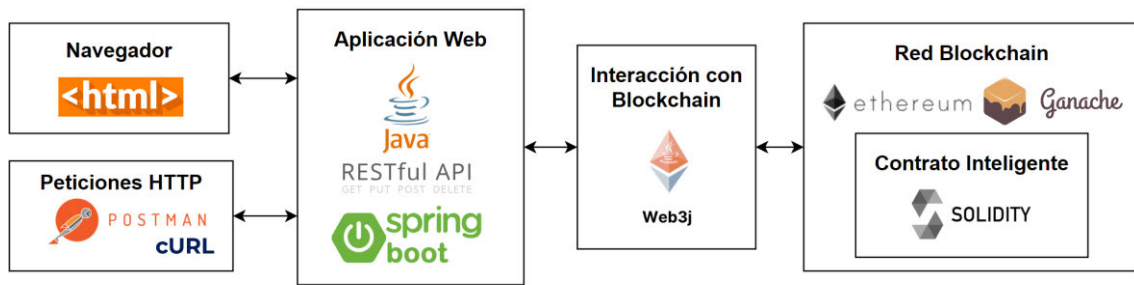 Navegador
<html>
Peticiones HTTP
POSTMAN
cURL
Aplicación Web
Java
RESTful API
GET PUT POST DELETE
spring
boot
Interacción con
Blockchain
Web3j
Red Blockchain
ethereum
Ganache
Contrato Inteligente
SOLIDITY